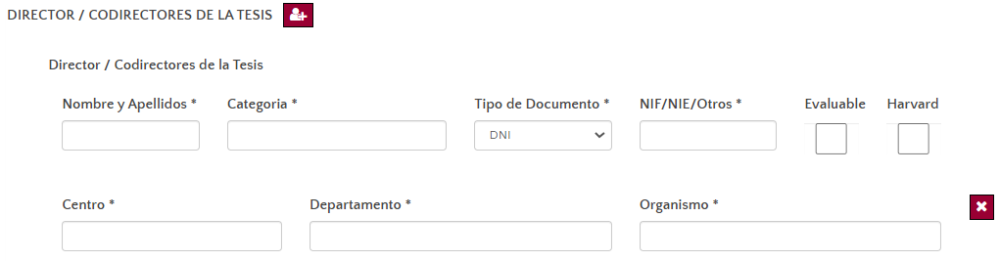 DIRECTOR / CODIRECTORES DE LA TESIS
Director / Codirectores de la Tesis
Nombre y Apellidos * Categoria * Tipo de Documento * NIF/NIE/Otros * Evaluable Harvard
DNI
Centro * Departamento * Organismo *